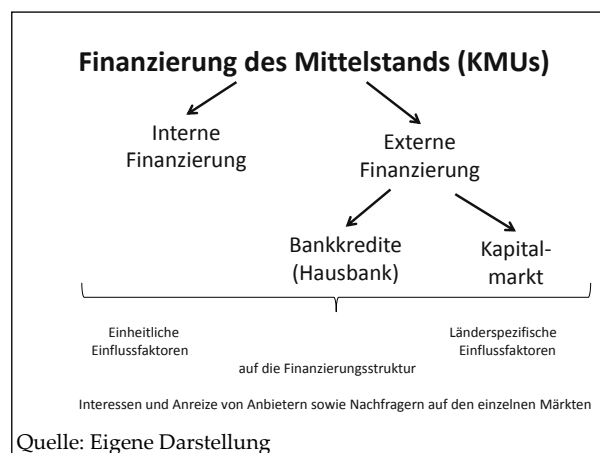 Finanzierung des Mittelstands (KMUs)
Interne
Finanzierung
Externe
Finanzierung
Bankkredite
(Hausbank)
Kapital-
markt
Einheitliche
Einflussfaktoren
Länderspezifische
Einflussfaktoren
auf die Finanzierungsstruktur
Interessen und Anreize von Anbietern sowie Nachfragern auf den einzelnen Märkten
Quelle: Eigene Darstellung